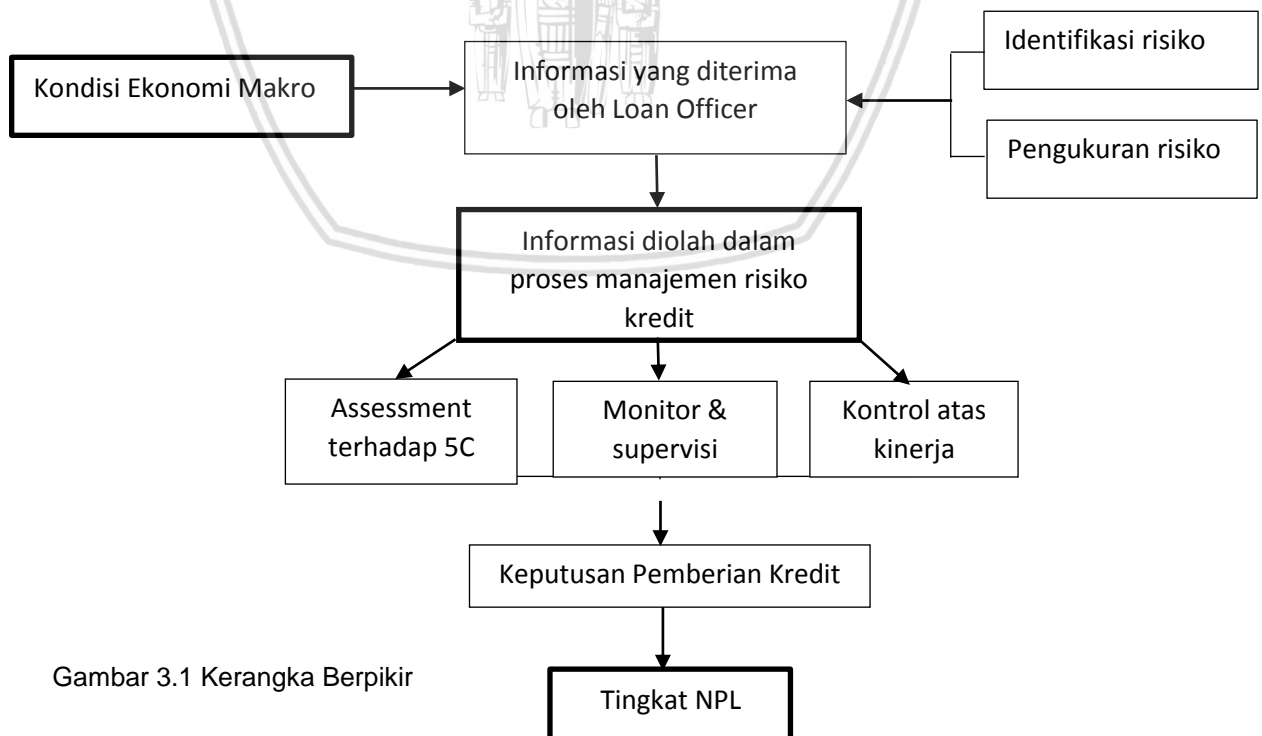 Kondisi Ekonomi Makro
Informasi yang diterima
oleh Loan Officer
Identifikasi risiko
Pengukuran risiko
Informasi diolah dalam
proses manajemen risiko
kredit
Assessment
terhadap 5C
Monitor &
supervisi
Kontrol atas
kinerja
Keputusan Pemberian Kredit
Tingkat NPL
Gambar 3.1 Kerangka Berpikir